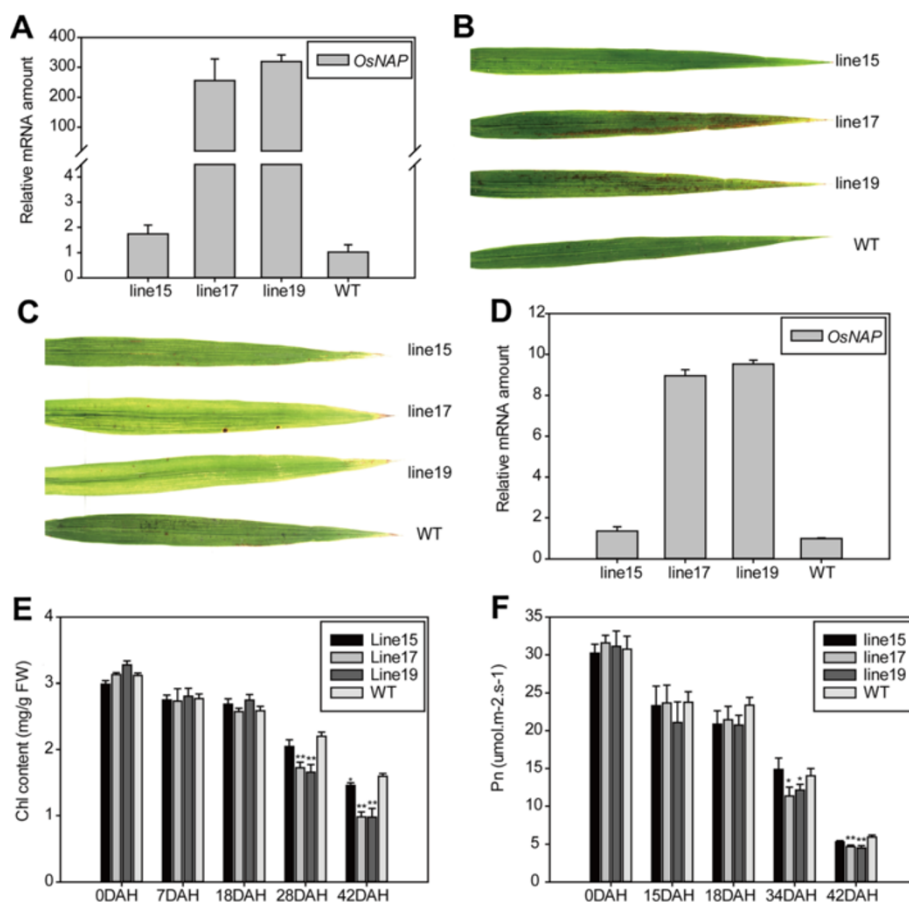 A
Relative mRNA amount
400
300
200
100
4
3
2
1
0
OsNAP
line15 line17 line19 WT
B
line15
line17
line19
WT
C
line15
line17
line19
WT
D
Relative mRNA amount
12
10
8
6
4
2
0
OsNAP
line15 line17 line19 WT
E
Chl content (mg/g FW)
4
3
2
1
0
Line15
Line17
Line19
WT
** **
*
** **
0DAH 7DAH 18DAH 28DAH 42DAH
F
Pn (umol.m-2.s-1)
35
30
25
20
15
10
5
0
line15
line17
line19
WT
* *
** **
0DAH 15DAH 18DAH 34DAH 42DAH